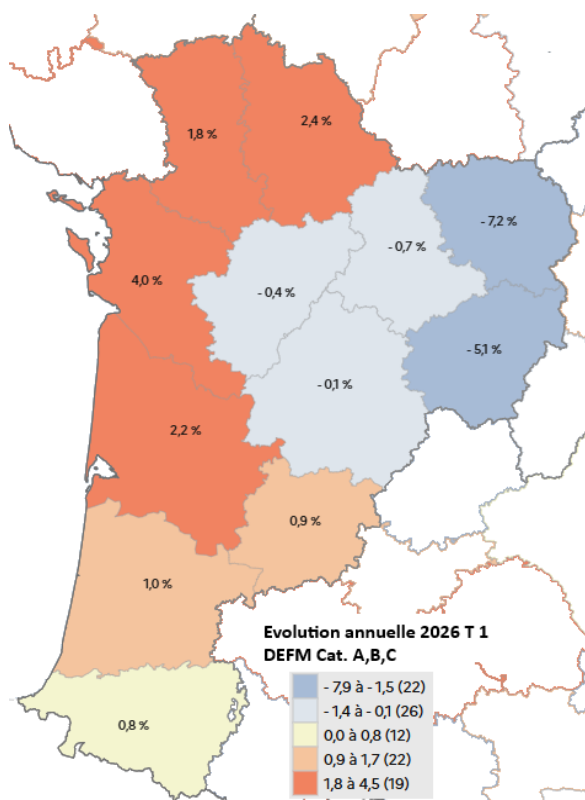 2,4 %
1,8 %
- 7,2 %
- 0,7 %
4,0 %
- 0,4 %
- 5,1 %
- 0,1 %
2,2 %
0,9 %
1,0 %
0,8 %
Evolution annuelle 2026 T 1
DEFM Cat. A,B,C
- 7,9 à - 1,5 (22)
- 1,4 à - 0,1 (26)
0,0 à 0,8 (12)
0,9 à 1,7 (22)
1,8 à 4,5 (19)